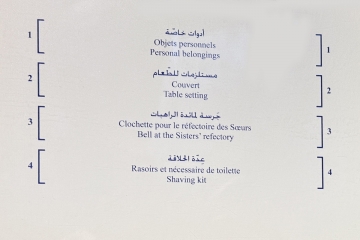 1
أدوات خاصّة
Objets personnels
Personal belongings
1
2
مستلزمات للطّعام
Couvert
Table setting
2
3
جَرسة لمائدة الراهبات
Clochette pour le réfectoire des Sœurs
Bell at the Sisters' refectory
3
4
عِدّة الحلاقة
Rasoirs et nécessaire de toilette
Shaving kit
4